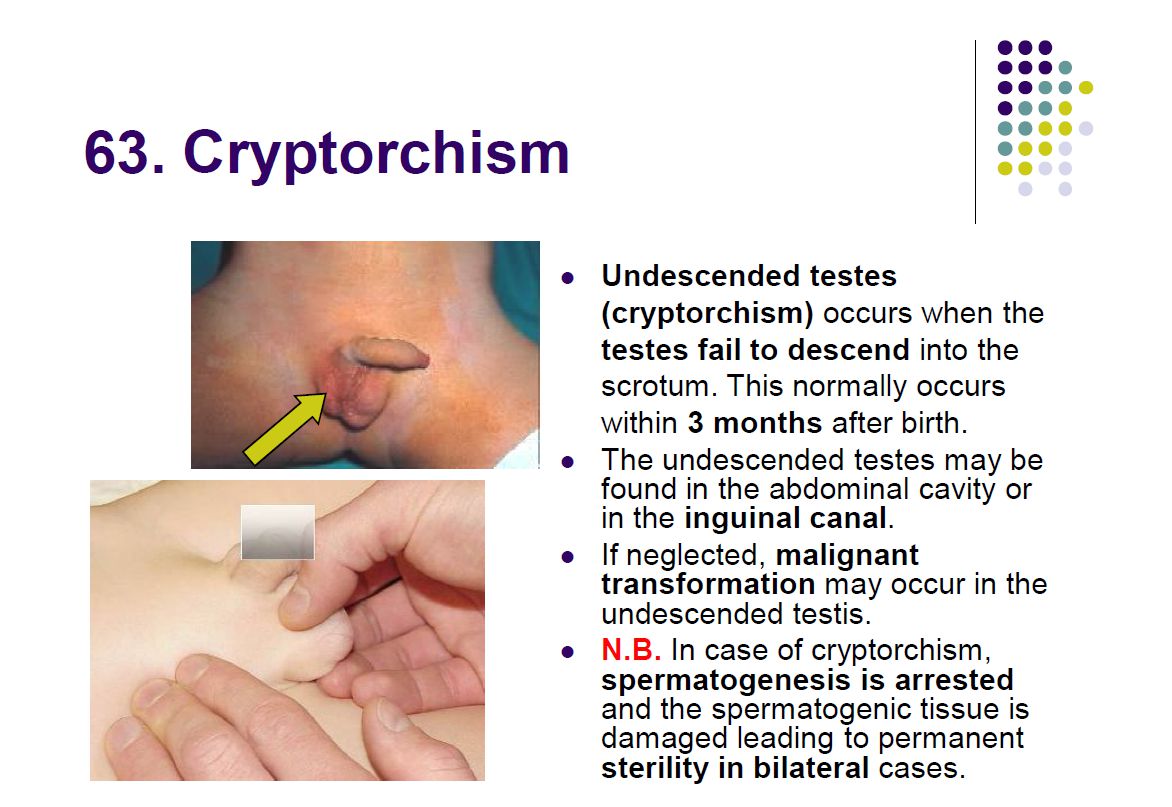 63. Cryptorchism
Undescended testes
(cryptorchism) occurs when the
testes fail to descend into the
scrotum. This normally occurs
within 3 months after birth.
The undescended testes may be
found in the abdominal cavity or
in the inguinal canal.
If neglected, malignant
transformation may occur in the
undescended testis.
N.B. In case of cryptorchism,
spermatogenesis is arrested
and the spermatogenic tissue is
damaged leading to permanent
sterility in bilateral cases.